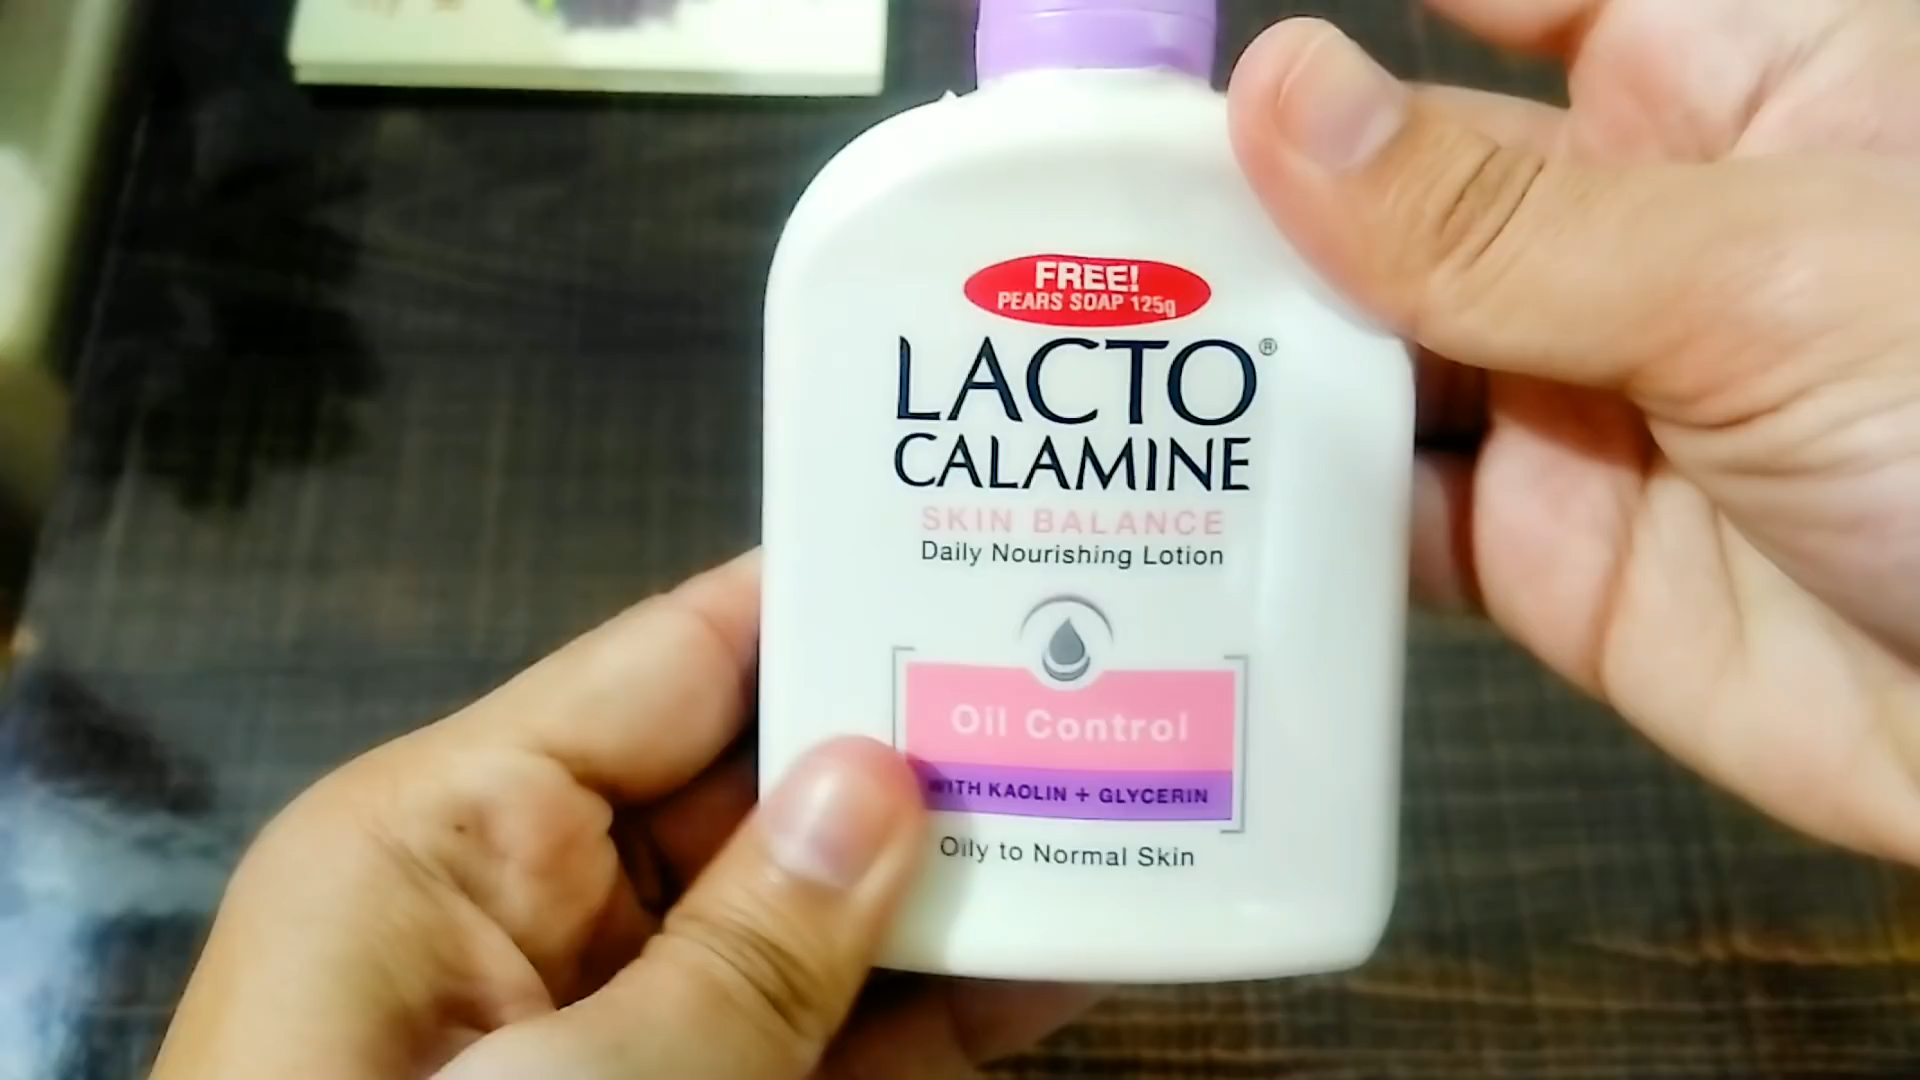 FREE!
PEARS SOAP 125g
LACTO®
CALAMINE
SKIN BALANCE
Daily Nourishing Lotion
Oil Control
WITH KAOLIN + GLYCERIN
Oily to Normal Skin